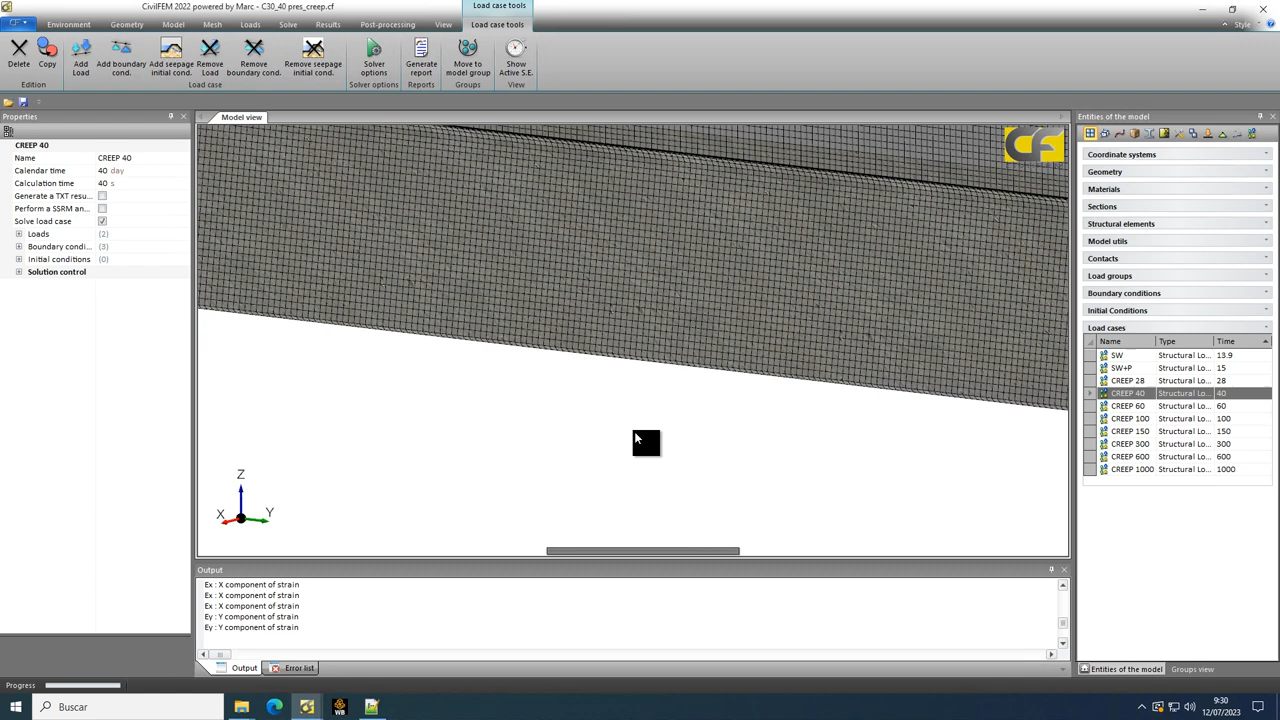 CivilFEM 2022 powered by Marc - C30_40 pres_creep.cf
Load case tools
CF
Environment
Geometry
Model
Mesh
Loads
Solve
Results
Post-processing
View
Load case tools
Style
Delete
Copy
Add Load
Add boundary cond.
Add seepage initial cond.
Remove Load
Remove boundary cond.
Remove seepage initial cond.
Solver options
Generate report
Move to model group
Show Active S.E.
Edition
Load case
Solver options
Reports
Groups
View
Properties
Model view
Entities of the model
CREEP 40
Name CREEP 40
Calendar time 40 day
Calculation time 40 s
Generate a TXT resu...
Perform a SSRM an...
Solve load case
Loads (2)
Boundary condi... (3)
Initial conditions (0)
Solution control
CF
Z
X
Y
Coordinate systems
Geometry
Materials
Sections
Structural elements
Model utils
Contacts
Load groups
Boundary conditions
Initial Conditions
Load cases
Name Type Time
SW Structural Lo... 13.9
SW+P Structural Lo... 15
CREEP 28 Structural Lo... 28
CREEP 40 Structural Lo... 40
CREEP 60 Structural Lo... 60
CREEP 100 Structural Lo... 100
CREEP 150 Structural Lo... 150
CREEP 300 Structural Lo... 300
CREEP 600 Structural Lo... 600
CREEP 1000 Structural Lo... 1000
Output
Ex : X component of strain
Ex : X component of strain
Ex : X component of strain
Ey : Y component of strain
Ey : Y component of strain
Output
Error list
Entities of the model
Groups view
Progress
Buscar
WB
9:30
12/07/2023